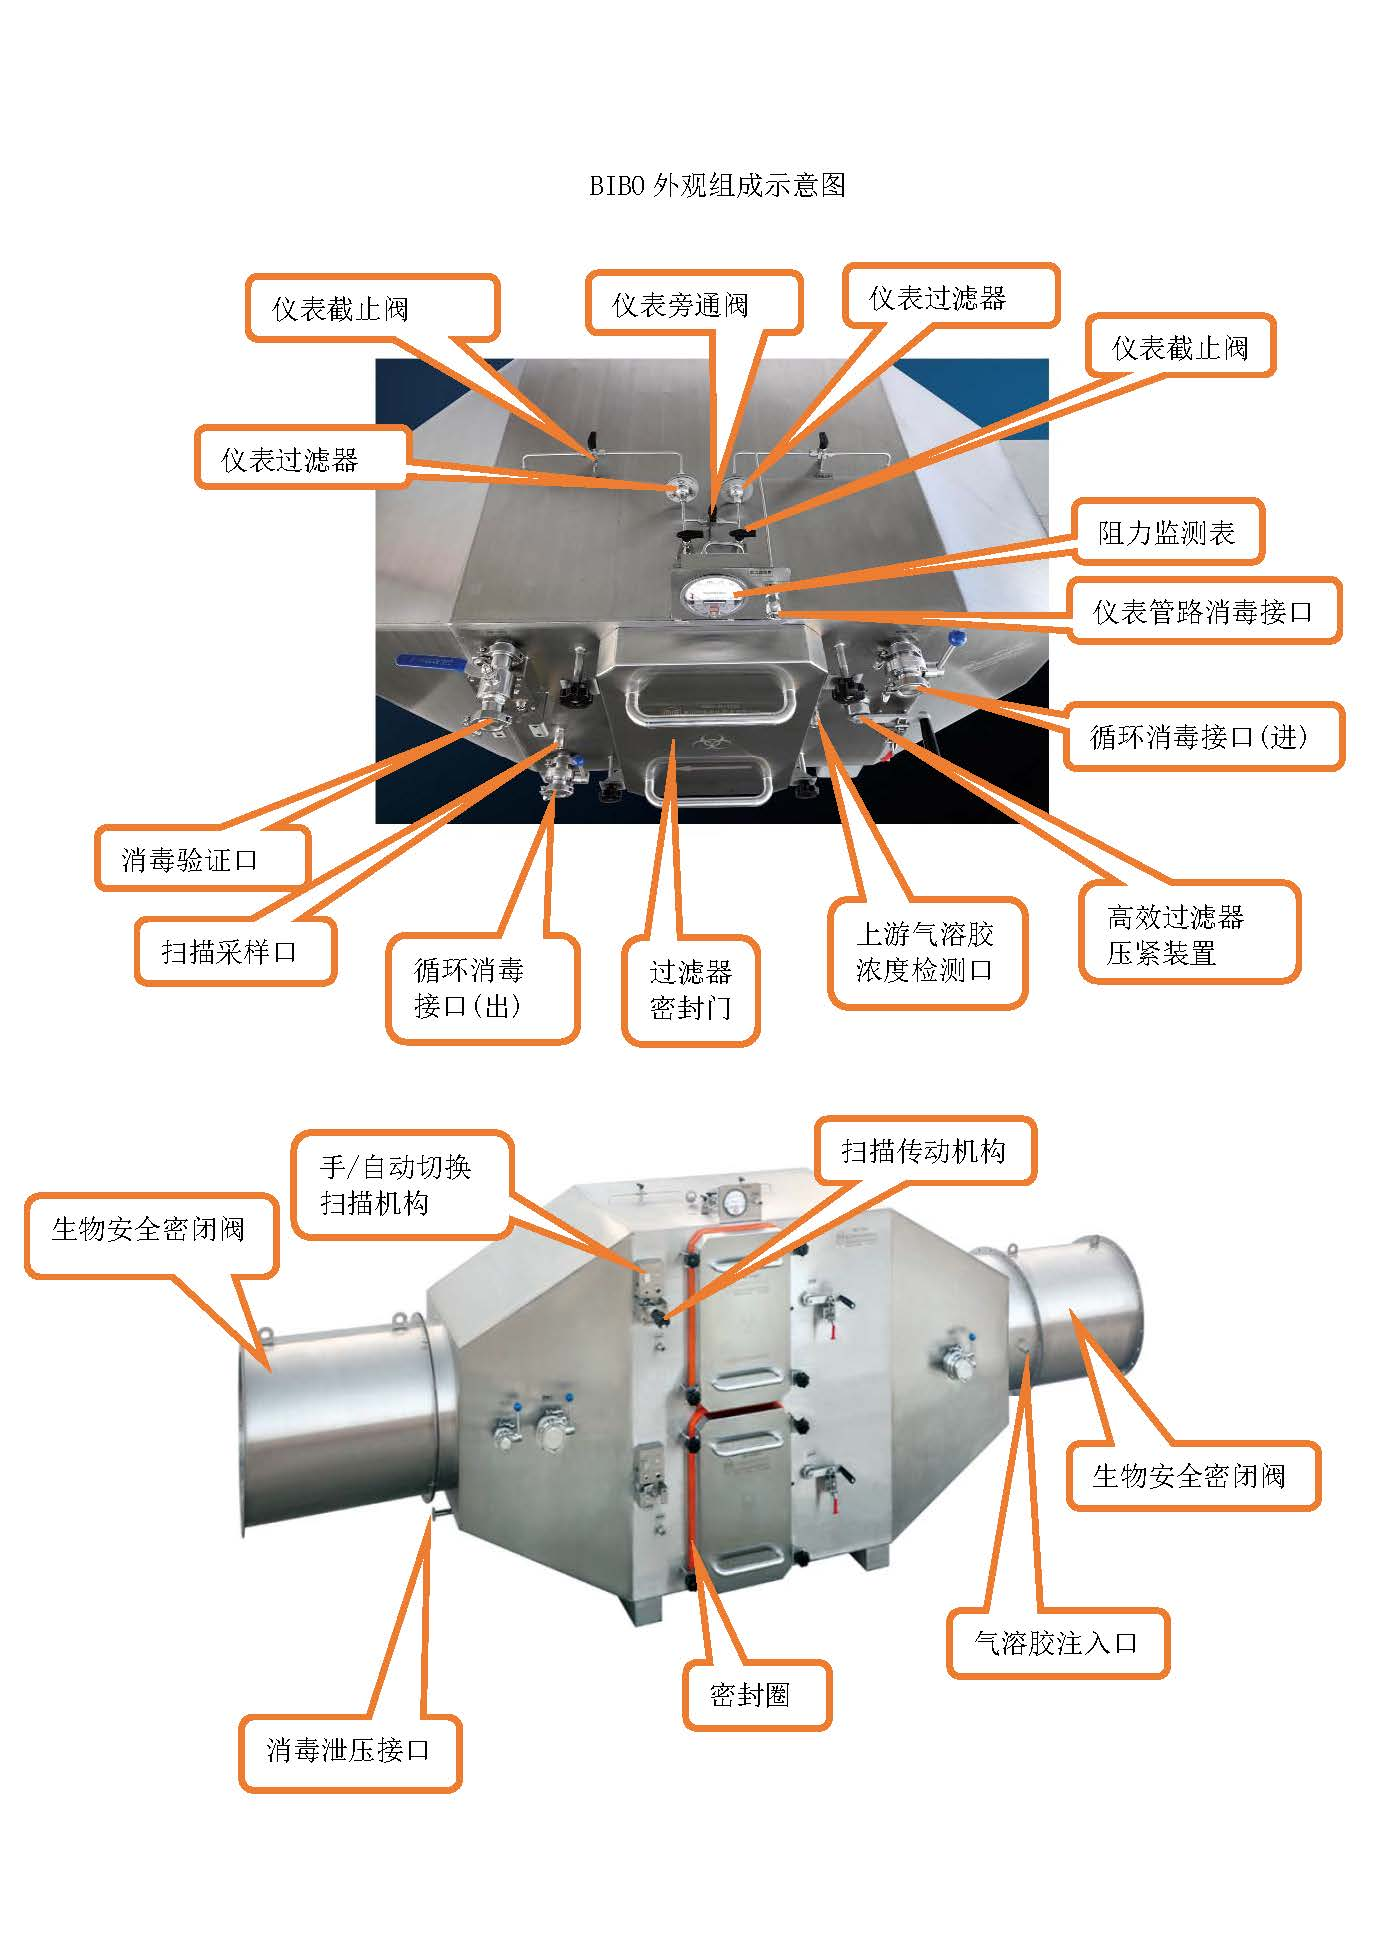 BIBO 外观组成示意图
仪表截止阀
仪表旁通阀
仪表过滤器
仪表截止阀
仪表过滤器
阻力监测表
仪表管路消毒接口
循环消毒接口(进)
消毒验证口
扫描采样口
循环消毒
接口(出)
过滤器
密封门
上游气溶胶
浓度检测口
高效过滤器
压紧装置
手/自动切换
扫描机构
扫描传动机构
生物安全密闭阀
生物安全密闭阀
气溶胶注入口
密封圈
消毒泄压接口